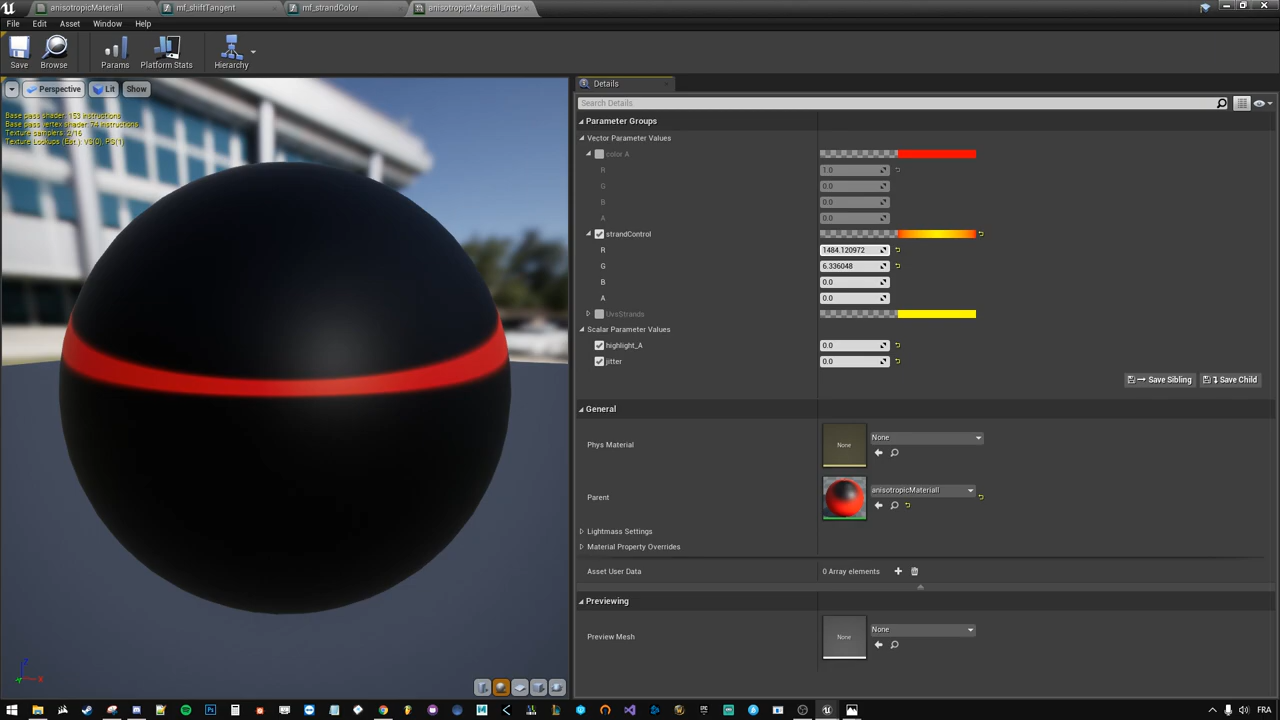 anisotropicMateriall
mf_shiftTangent
mf_strandColor
anisotropicMateriall_Inst*
File Edit Asset Window Help
Save Browse Params Platform Stats Hierarchy
Perspective Lit Show
Base pass shader: 153 instructions
Base pass vertex shader: 74 instructions
Texture samplers: 2/16
Texture Lookups (Est.): VS(0), PS(1)
Details
Search Details
Parameter Groups
Vector Parameter Values
color A
R 1.0
G 0.0
B 0.0
A 0.0
strandControl
R 1484.120972
G 6.336048
B 0.0
A 0.0
UvsStrands
Scalar Parameter Values
highlight_A 0.0
jitter 0.0
Save Sibling Save Child
General
Phys Material None None
Parent anisotropicMateriall
Lightmass Settings
Material Property Overrides
Asset User Data 0 Array elements
Previewing
Preview Mesh None None
Z
X
FRA